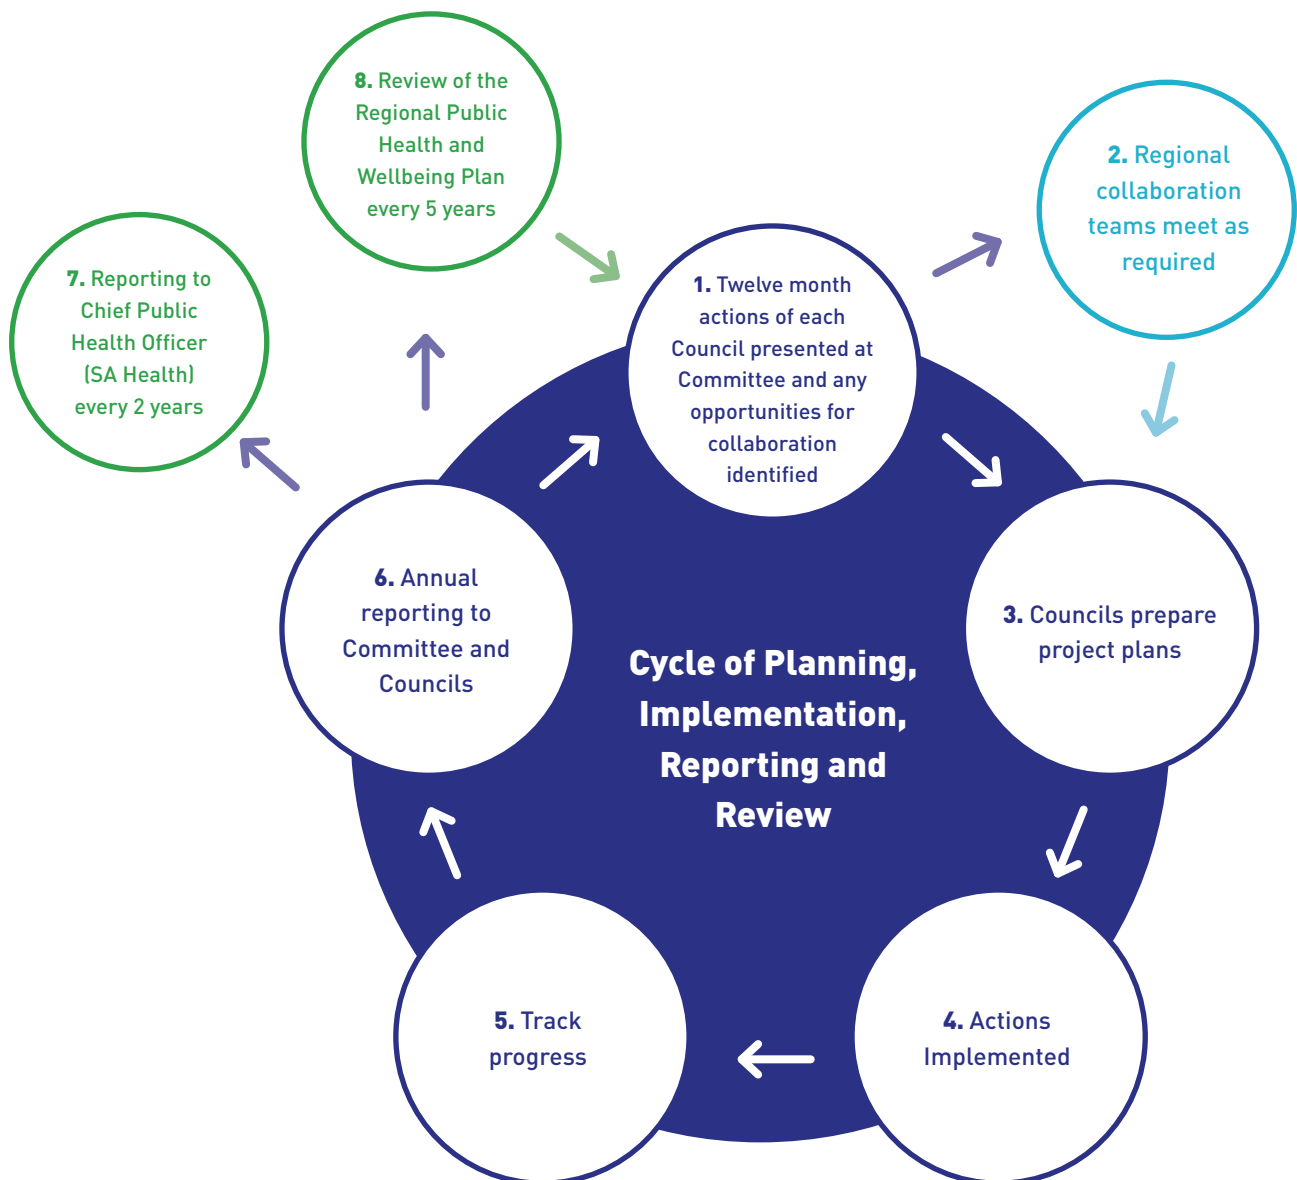 8. Review of the
Regional Public
Health and
Wellbeing Plan
every 5 years
2. Regional
collaboration
teams meet as
required
7. Reporting to
Chief Public
Health Officer
(SA Health)
every 2 years
1. Twelve month
actions of each
Council presented at
Committee and any
opportunities for
collaboration
identified
6. Annual
reporting to
Committee and
Councils
3. Councils prepare
project plans
Cycle of Planning,
Implementation,
Reporting and
Review
5. Track
progress
4. Actions
Implemented